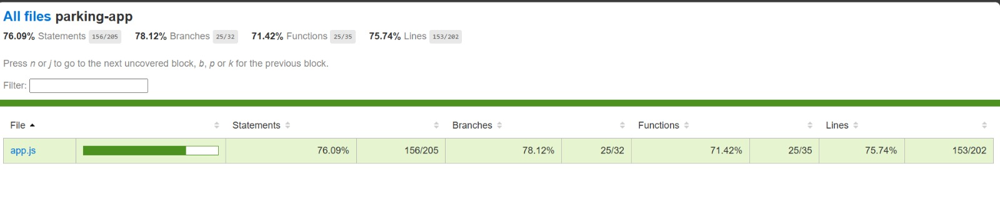 All files parking-app
76.09% Statements 156/205 78.12% Branches 25/32 71.42% Functions 25/35 75.74% Lines 153/202
Press n or j to go to the next uncovered block, b, p or k for the previous block.
Filter:
File Statements Branches Functions Lines
app.js 76.09% 156/205 78.12% 25/32 71.42% 25/35 75.74% 153/202